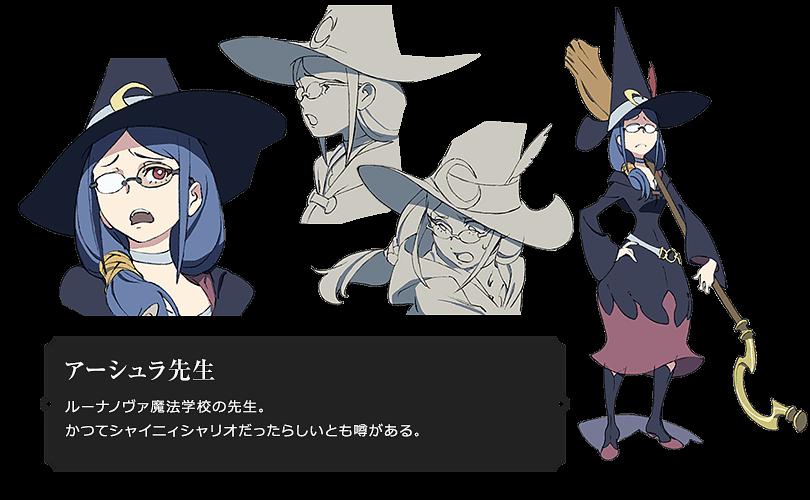 アーシュラ先生
ルーナノヴァ魔法学校の先生。
かつてシャイニィシャリオだったらしいとも噂がある。